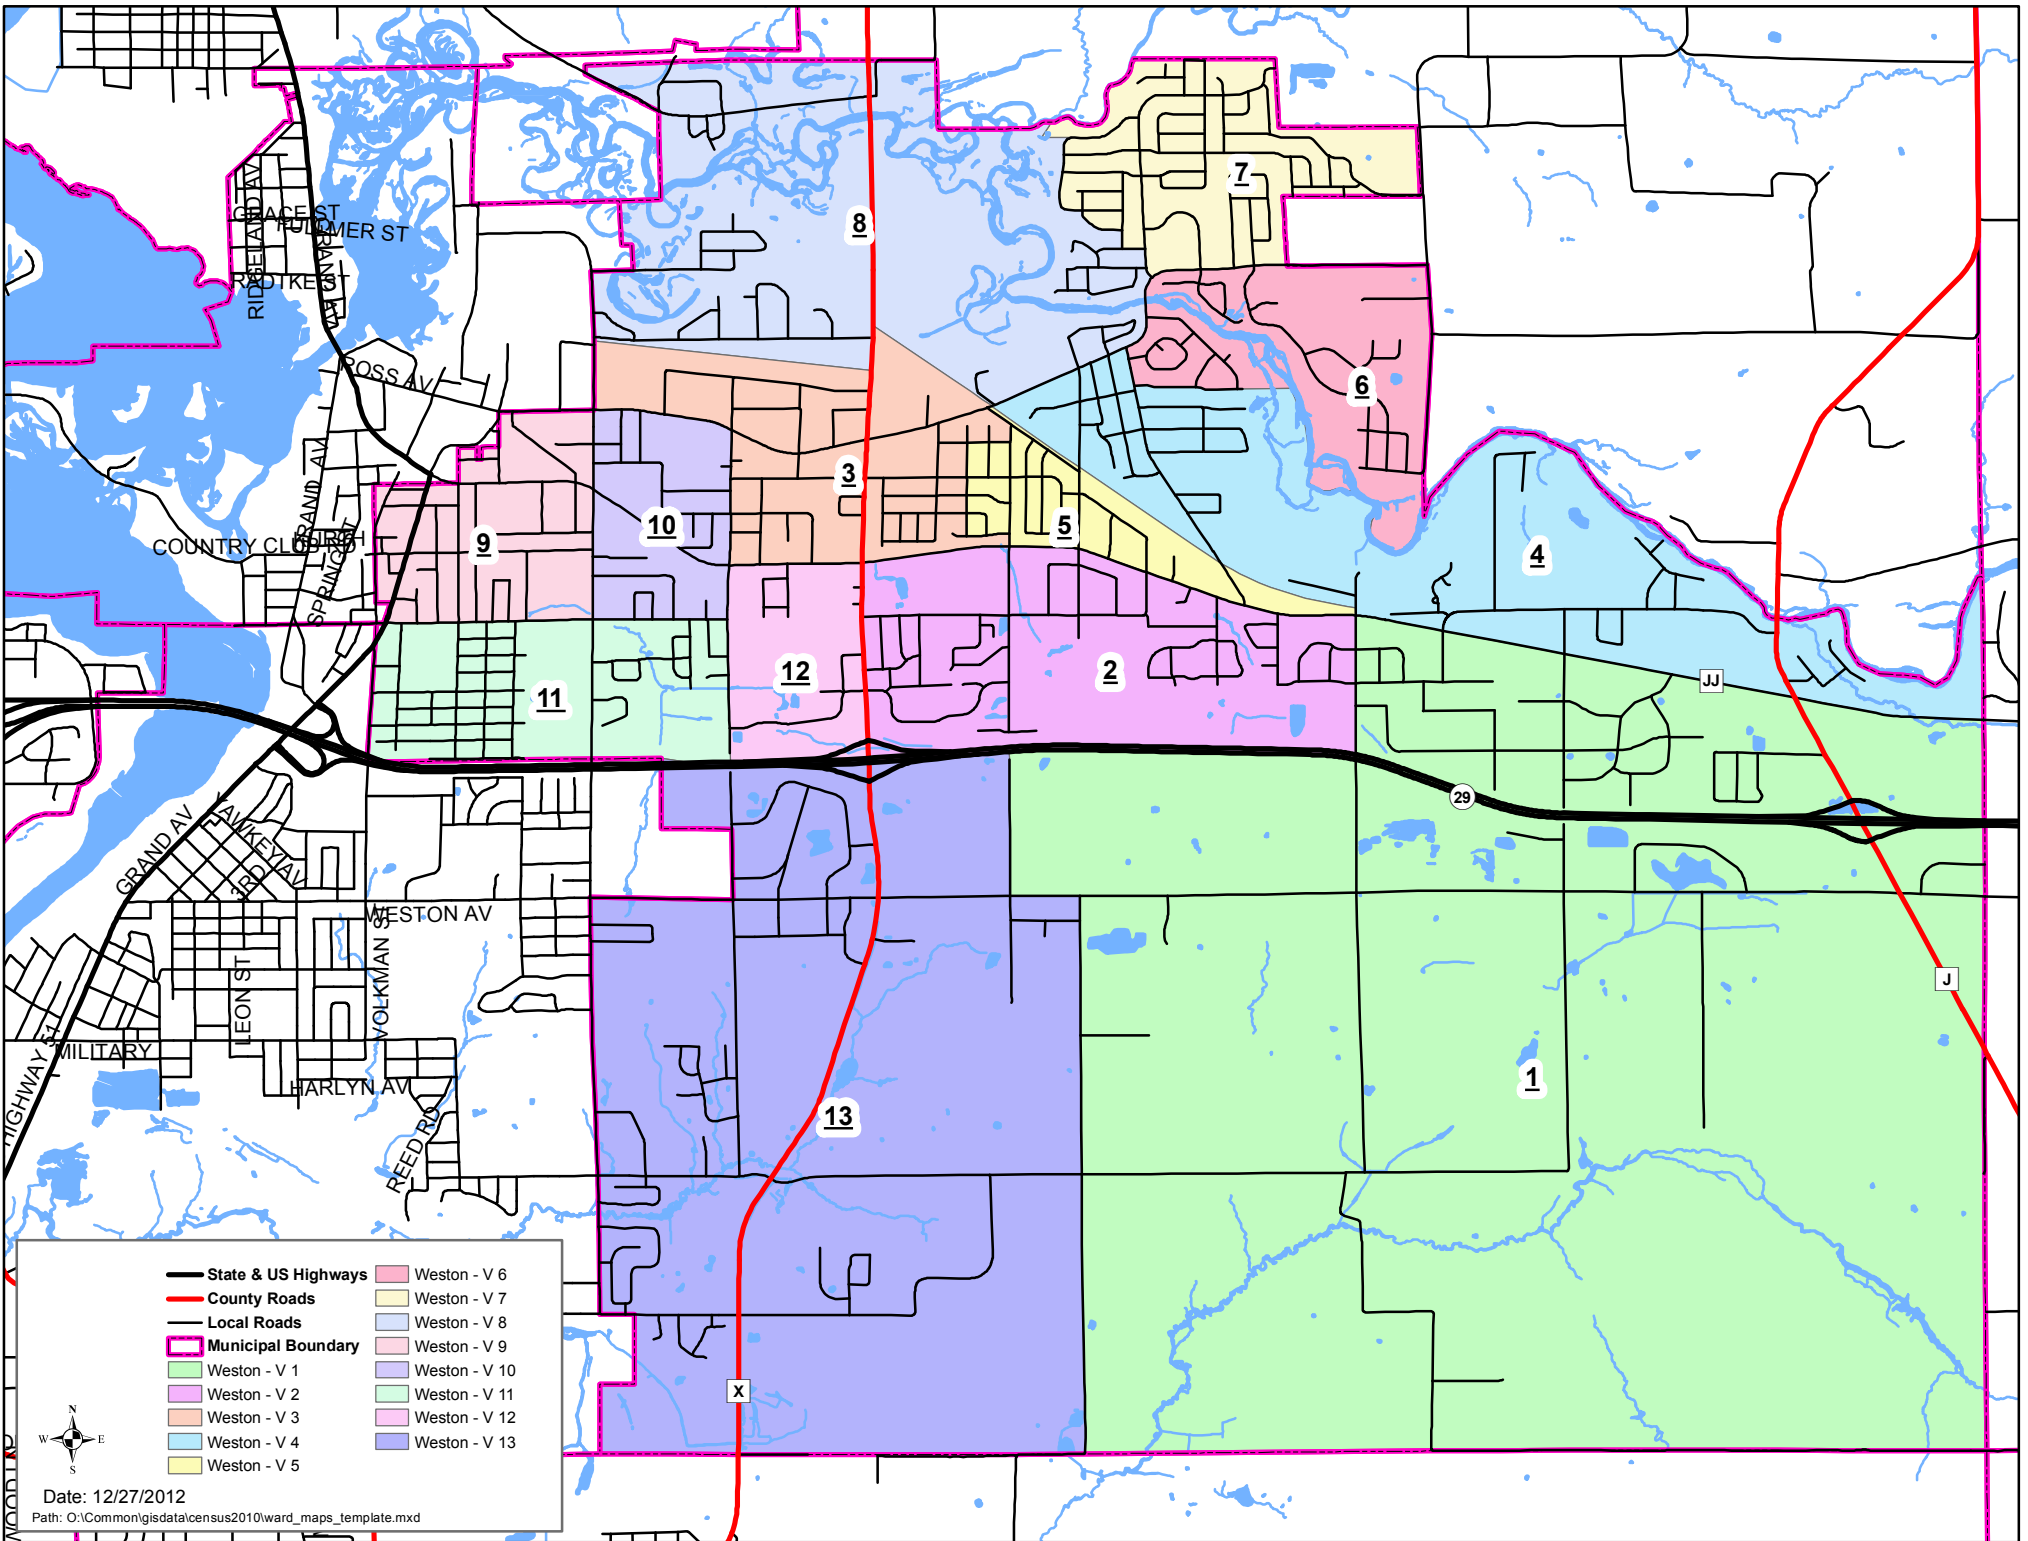 7
8
GRACE ST
FULLMER ST
RIDGELAND AV
GRAND AV
RADTKE ST
ROSS AV
6
3
GRAND AV
10
5
9
COUNTRY CLUB RD
SPRING ST
4
12
2
11
JJ
29
GRAND AV
YAWKEY AV
3RD
WESTON AV
VOLKMAN ST
LEON ST
J
HIGHWAY 51
MILITARY
HARLYN AV
1
13
REED RD
X
State & US Highways
County Roads
Local Roads
Municipal Boundary
Weston - V 1
Weston - V 2
Weston - V 3
Weston - V 4
Weston - V 5
Weston - V 6
Weston - V 7
Weston - V 8
Weston - V 9
Weston - V 10
Weston - V 11
Weston - V 12
Weston - V 13
N
W E
S
Date: 12/27/2012
Path: O:\Common\gisdata\census2010\ward_maps_template.mxd